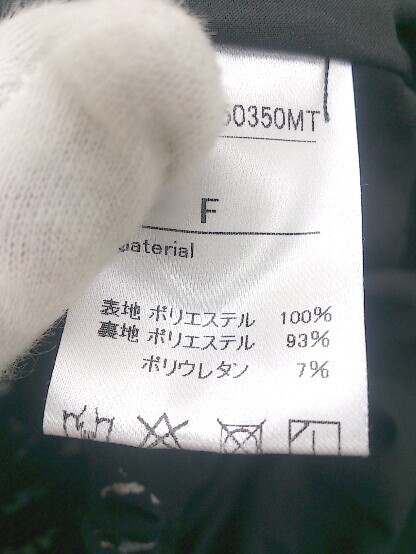 50350MT
F
material
表地 ポリエステル 100%
裏地 ポリエステル 93%
ポリウレタン 7%